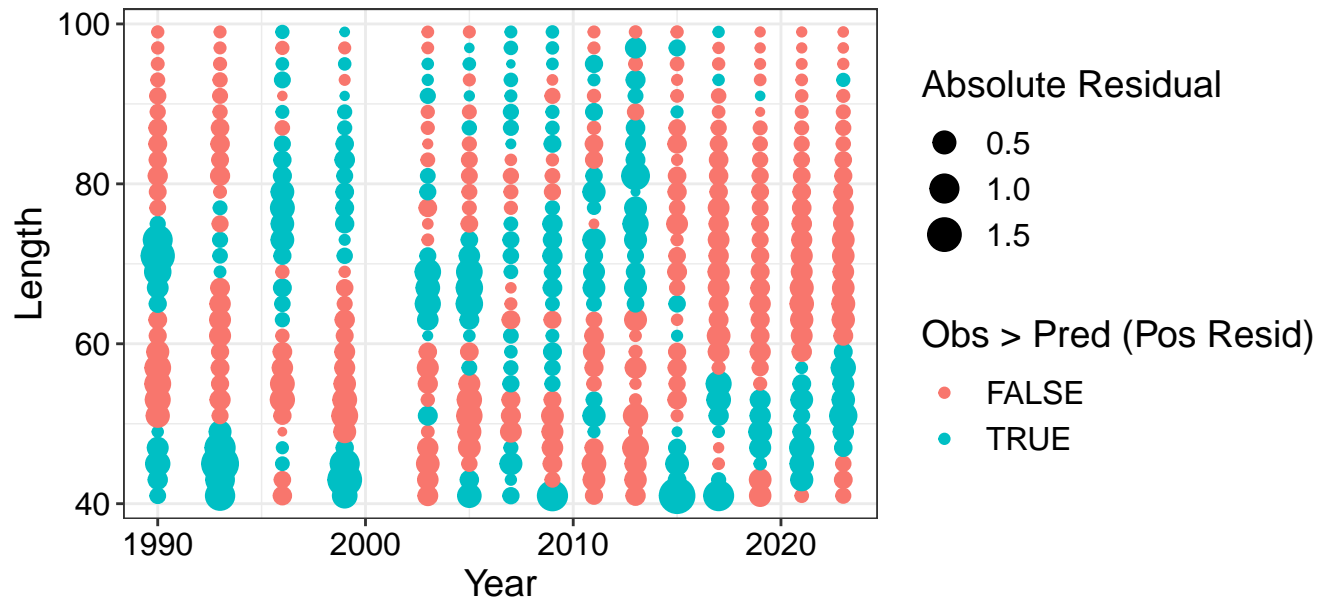 100
80
60
40
Length
1990
2000
2010
2020
Year
Absolute Residual
0.5
1.0
1.5
Obs > Pred (Pos Resid)
FALSE
TRUE